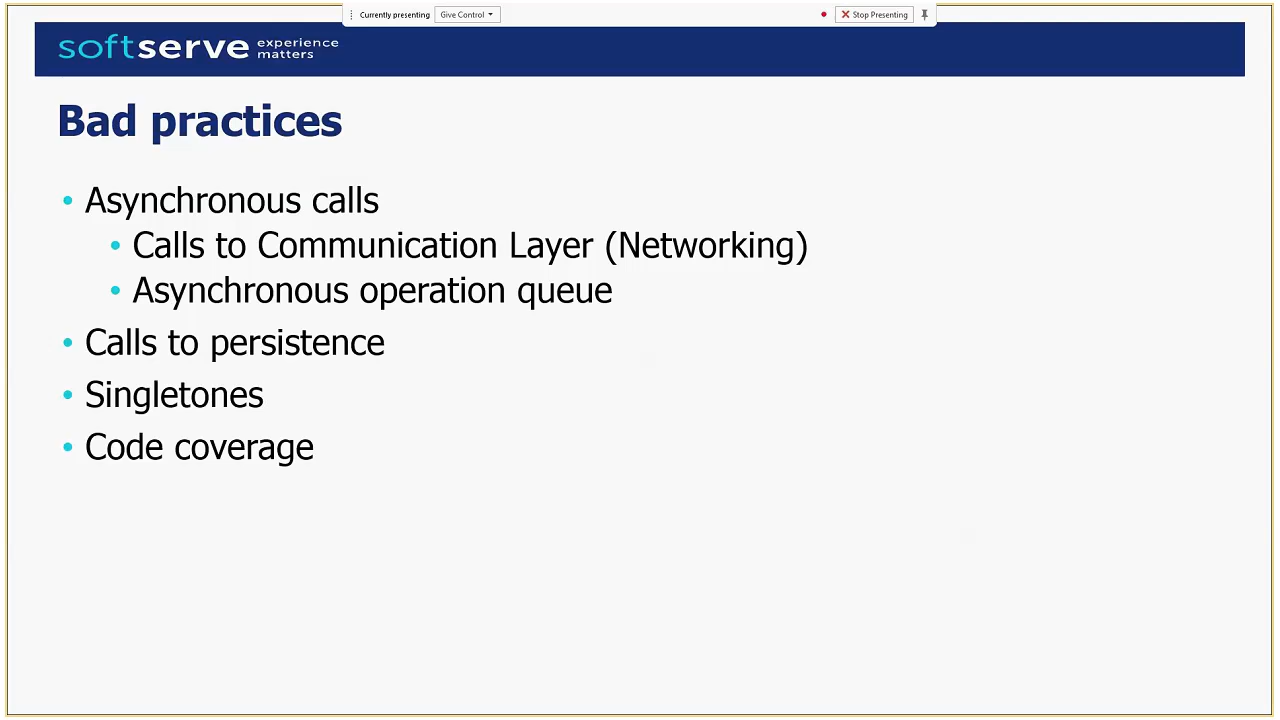 Currently presenting Give Control Stop Presenting
softserve experience matters
Bad practices
• Asynchronous calls
• Calls to Communication Layer (Networking)
• Asynchronous operation queue
• Calls to persistence
• Singletones
• Code coverage